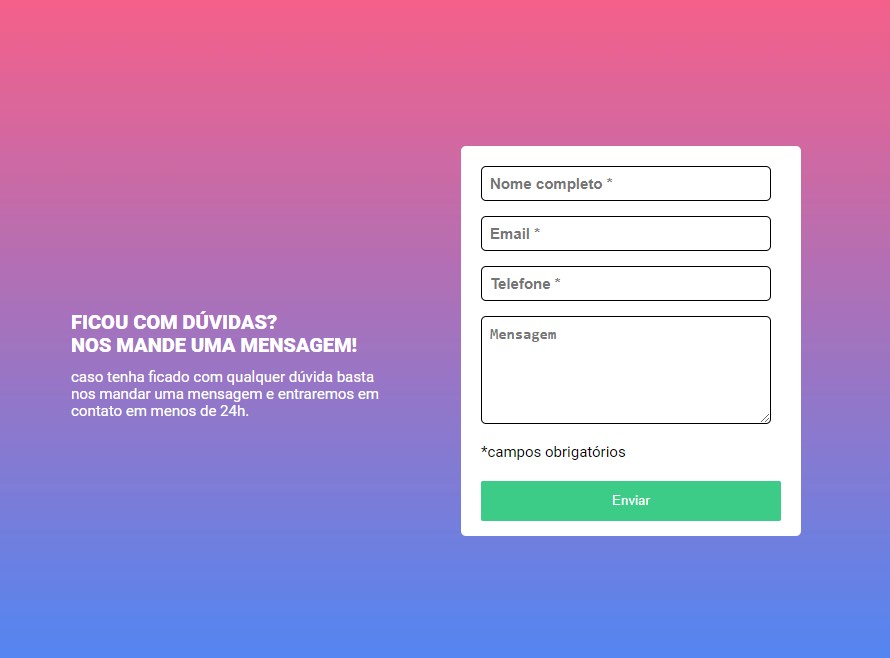 FICOU COM DÚVIDAS?
NOS MANDE UMA MENSAGEM!
caso tenha ficado com qualquer dúvida basta
nos mandar uma mensagem e entraremos em
contato em menos de 24h.
Nome completo *
Email *
Telefone *
Mensagem
*campos obrigatórios
Enviar